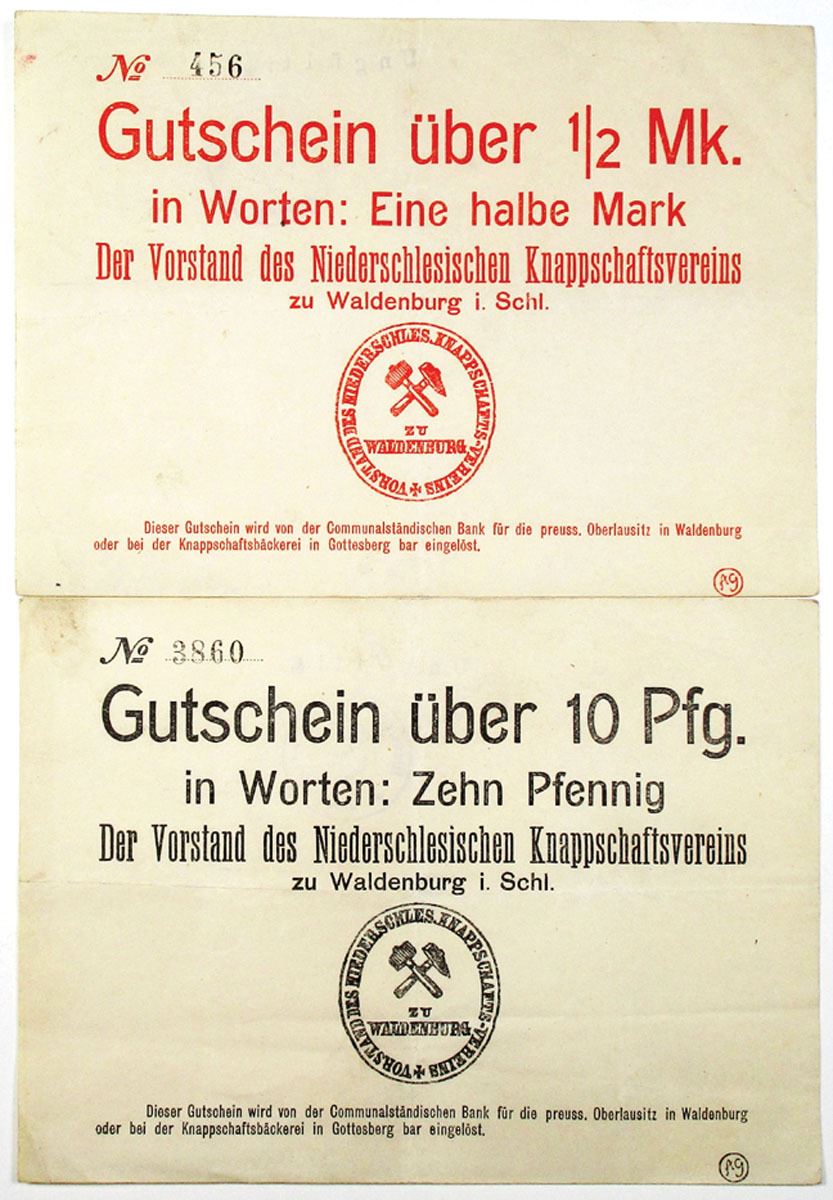 No 456
Gutschein über 1/2 Mk.
in Worten: Eine halbe Mark
Der Vorstand des Niederschlesischen Knappschaftsvereins
zu Waldenburg i. Schl.
VORSTAND DES NIEDERSCHLES. KNAPPSCHAFTS-VEREINS
ZU
WALDENBURG
Dieser Gutschein wird von der Communalständischen Bank für die preuss. Oberlausitz in Waldenburg
oder bei der Knappschaftsbäckerei in Gottesberg bar eingelöst.
No 3860
Gutschein über 10 Pfg.
in Worten: Zehn Pfennig
Der Vorstand des Niederschlesischen Knappschaftsvereins
zu Waldenburg i. Schl.
VORSTAND DES NIEDERSCHLES. KNAPPSCHAFTS-VEREINS
ZU
WALDENBURG
Dieser Gutschein wird von der Communalständischen Bank für die preuss. Oberlausitz in Waldenburg
oder bei der Knappschaftsbäckerei in Gottesberg bar eingelöst.